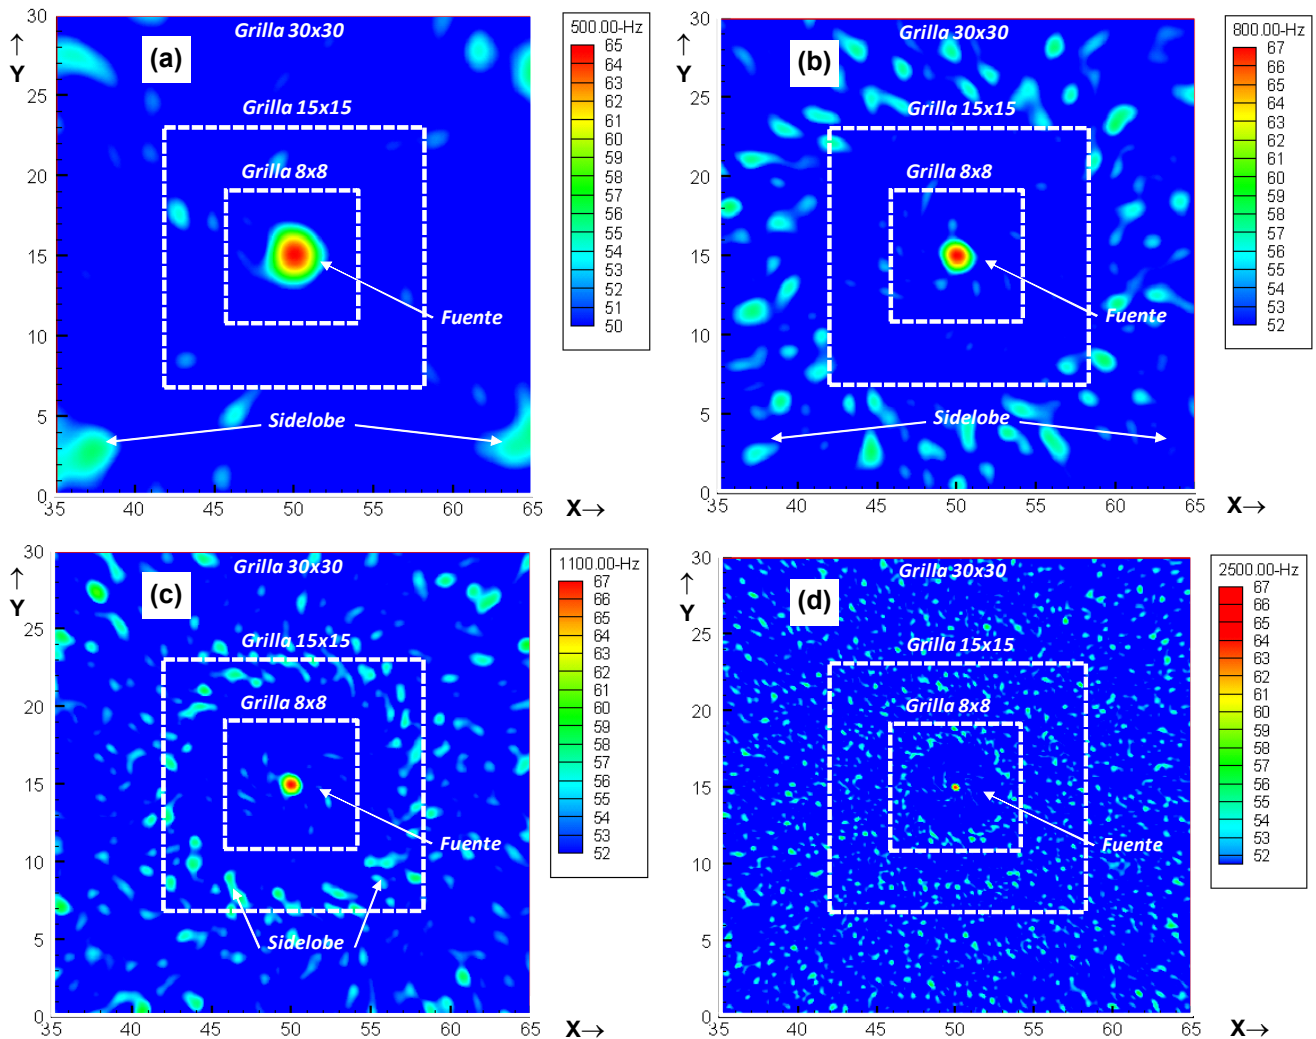 30
25
20
15
10
5
0
↑
Y
(a)
Grilla 30x30
Grilla 15x15
Grilla 8x8
Fuente
Sidelobe
35 40 45 50 55 60 65
X→
500.00-Hz
65
64
63
62
61
60
59
58
57
56
55
54
53
52
51
50
30
25
20
15
10
5
0
↑
Y
(b)
Grilla 30x30
Grilla 15x15
Grilla 8x8
Fuente
Sidelobe
35 40 45 50 55 60 65
X→
800.00-Hz
67
66
65
64
63
62
61
60
59
58
57
56
55
54
53
52
30
25
20
15
10
5
0
↑
Y
(c)
Grilla 30x30
Grilla 15x15
Grilla 8x8
Fuente
Sidelobe
35 40 45 50 55 60 65
X→
1100.00-Hz
67
66
65
64
63
62
61
60
59
58
57
56
55
54
53
52
30
25
20
15
10
5
0
↑
Y
(d)
Grilla 30x30
Grilla 15x15
Grilla 8x8
Fuente
35 40 45 50 55 60 65
X→
2500.00-Hz
67
66
66
65
64
63
62
61
60
59
58
57
56
55
54
53
52